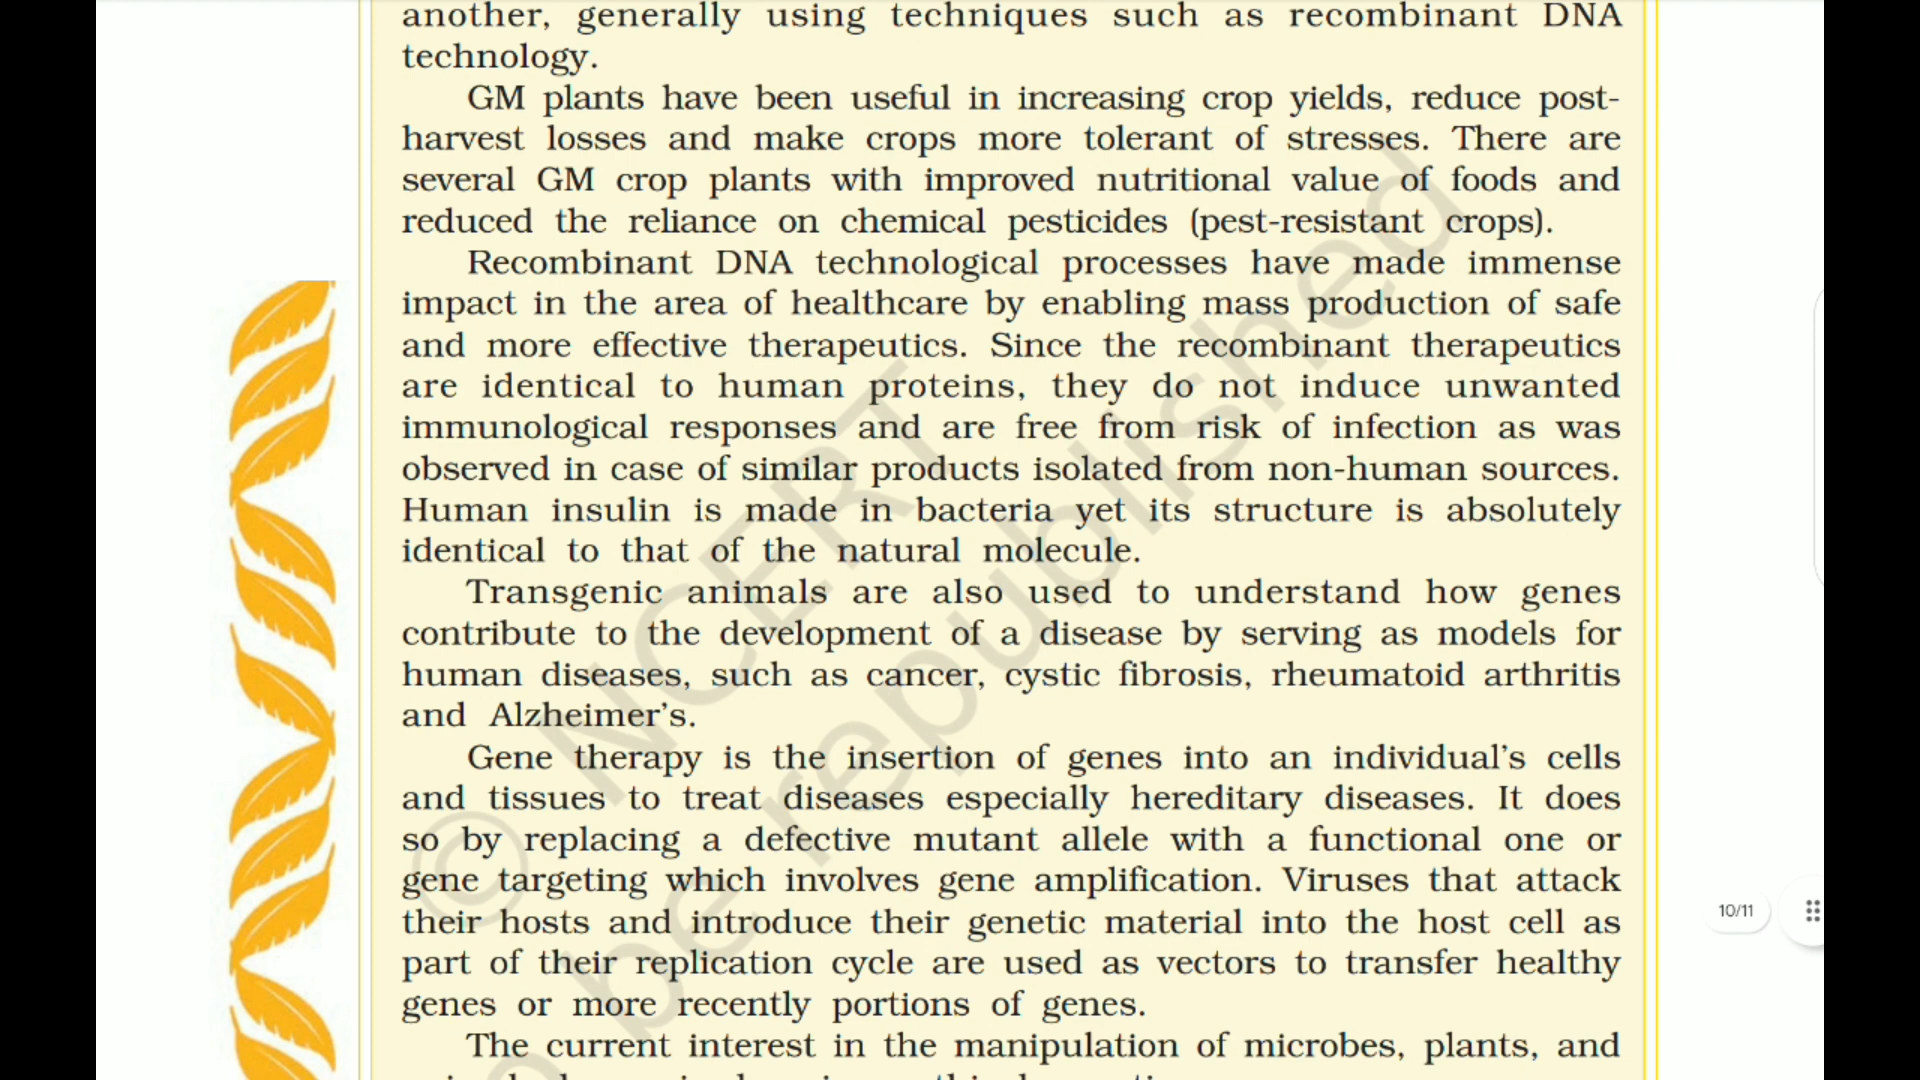 another, generally using techniques such as recombinant DNA
technology.
GM plants have been useful in increasing crop yields, reduce post-
harvest losses and make crops more tolerant of stresses. There are
several GM crop plants with improved nutritional value of foods and
reduced the reliance on chemical pesticides (pest-resistant crops).
Recombinant DNA technological processes have made immense
impact in the area of healthcare by enabling mass production of safe
and more effective therapeutics. Since the recombinant therapeutics
are identical to human proteins, they do not induce unwanted
immunological responses and are free from risk of infection as was
observed in case of similar products isolated from non-human sources.
Human insulin is made in bacteria yet its structure is absolutely
identical to that of the natural molecule.
Transgenic animals are also used to understand how genes
contribute to the development of a disease by serving as models for
human diseases, such as cancer, cystic fibrosis, rheumatoid arthritis
and Alzheimer's.
Gene therapy is the insertion of genes into an individual's cells
and tissues to treat diseases especially hereditary diseases. It does
so by replacing a defective mutant allele with a functional one or
gene targeting which involves gene amplification. Viruses that attack
their hosts and introduce their genetic material into the host cell as
part of their replication cycle are used as vectors to transfer healthy
genes or more recently portions of genes.
The current interest in the manipulation of microbes, plants, and
© NCERT
be republished
10/11